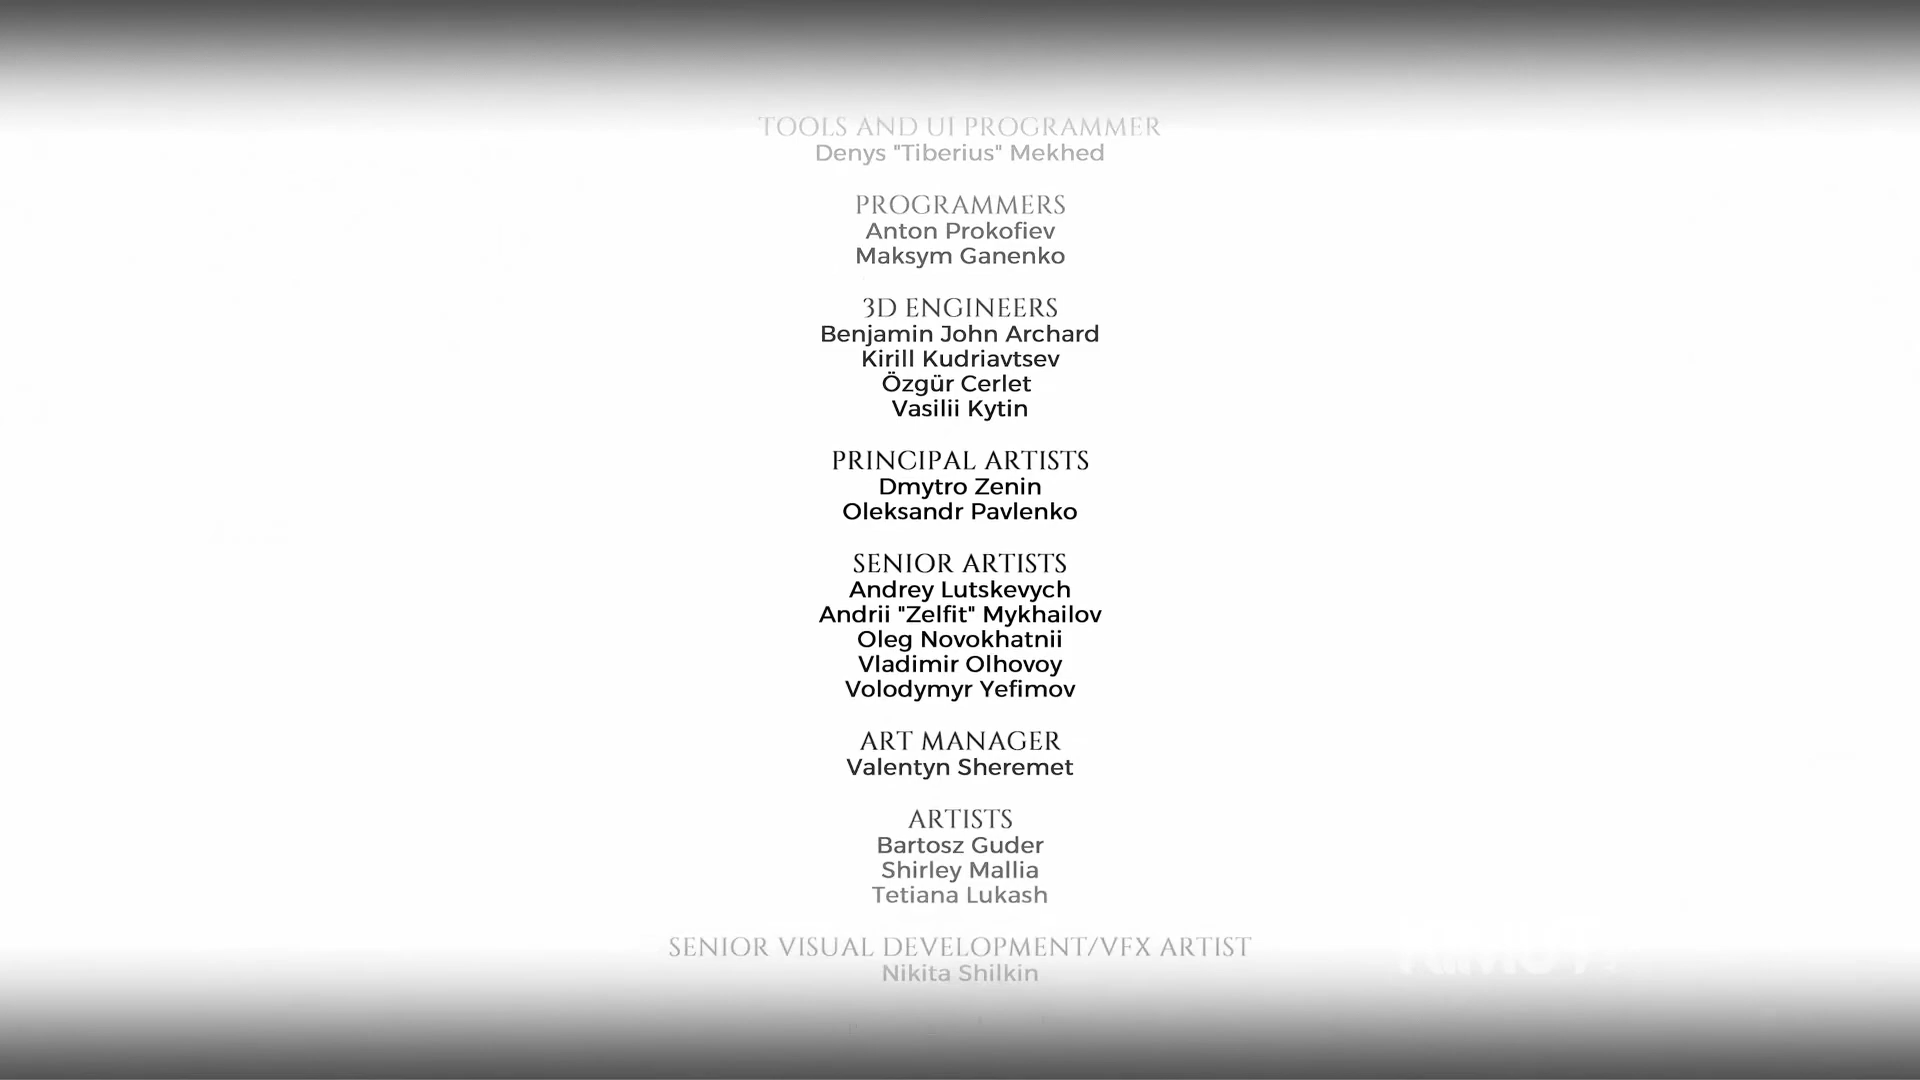 TOOLS AND UI PROGRAMMER
Denys "Tiberius" Mekhed
PROGRAMMERS
Anton Prokofiev
Maksym Ganenko
3D ENGINEERS
Benjamin John Archard
Kirill Kudriavtsev
Özgür Cerlet
Vasilii Kytin
PRINCIPAL ARTISTS
Dmytro Zenin
Oleksandr Pavlenko
SENIOR ARTISTS
Andrey Lutskevych
Andrii "Zelfit" Mykhailov
Oleg Novokhatnii
Vladimir Olhovoy
Volodymyr Yefimov
ART MANAGER
Valentyn Sheremet
ARTISTS
Bartosz Guder
Shirley Mallia
Tetiana Lukash
SENIOR VISUAL DEVELOPMENT/VFX ARTIST
Nikita Shilkin